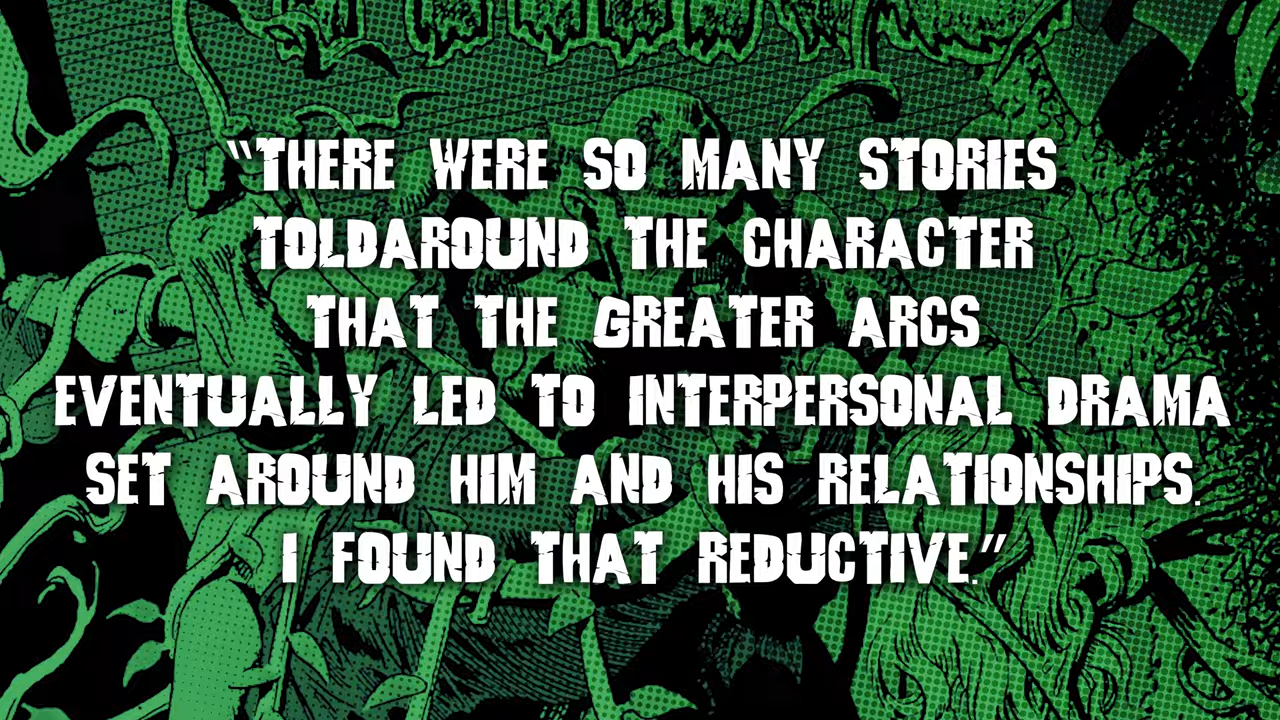 “THERE WERE SO MANY STORIES
TOLDAROUND THE CHARACTER
THAT THE GREATER ARCS
EVENTUALLY LED TO INTERPERSONAL DRAMA
SET AROUND HIM AND HIS RELATIONSHIPS.
I FOUND THAT REDUCTIVE.”